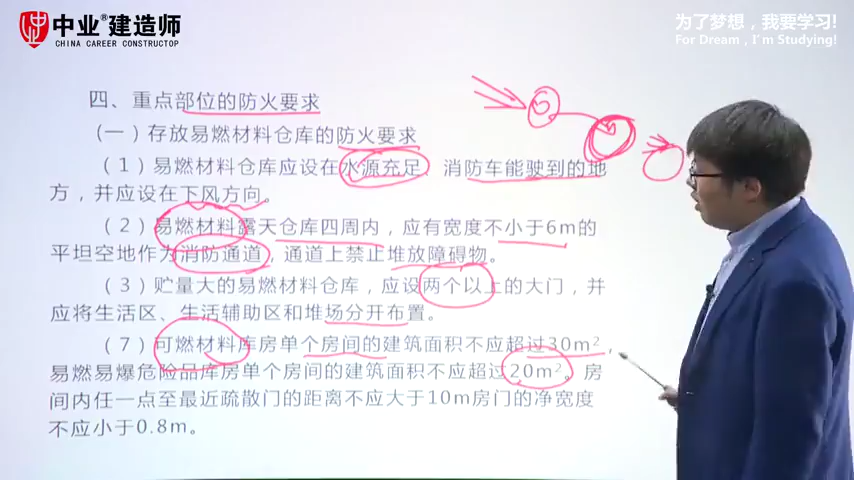 中业®建造师
CHINA CAREER CONSTRUCTOP
为了梦想，我要学习!
For Dream，I'm Studying!
四、重点部位的防火要求
（一）存放易燃材料仓库的防火要求
（1）易燃材料仓库应设在水源充足、消防车能驶到的地
方，并应设在下风方向。
（2）易燃材料露天仓库四周内，应有宽度不小于6m的
平坦空地作为消防通道，通道上禁止堆放障碍物。
（3）贮量大的易燃材料仓库，应设两个以上的大门，并
应将生活区、生活辅助区和堆场分开布置。
（7）可燃材料库房单个房间的建筑面积不应超过30m²，
易燃易爆危险品库房单个房间的建筑面积不应超过20m²。房
间内任一点至最近疏散门的距离不应大于10m房门的净宽度
不应小于0.8m。